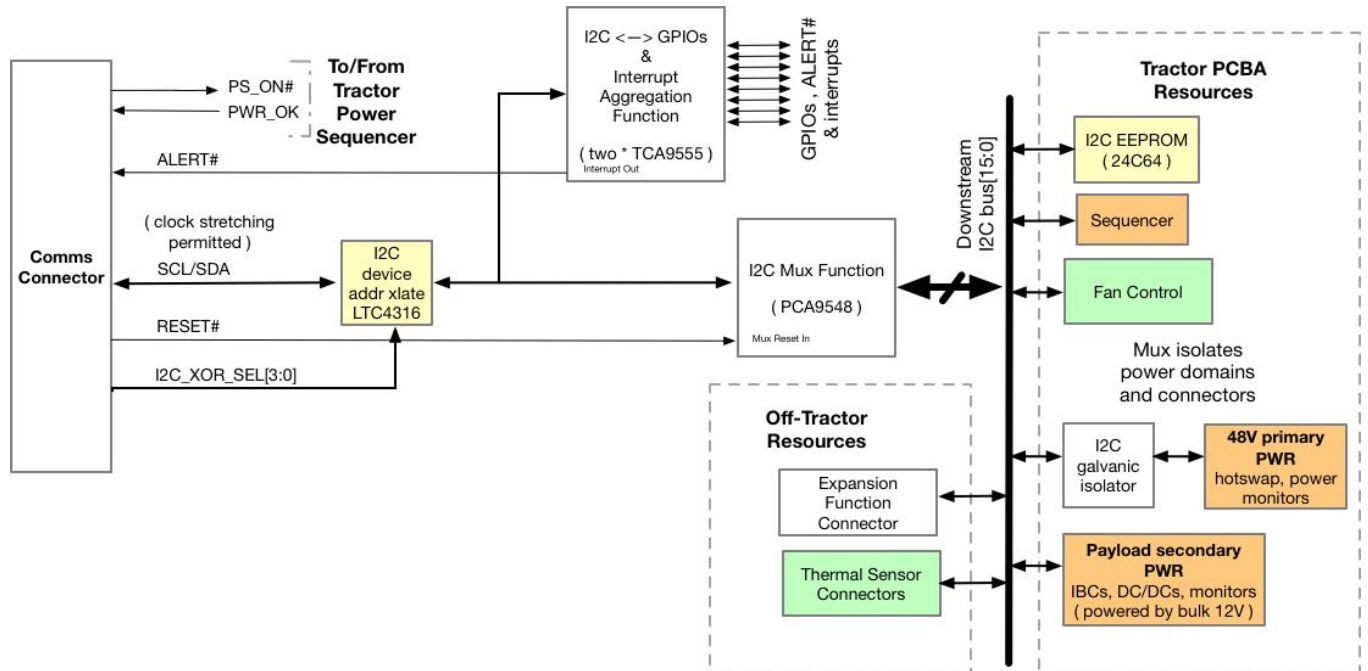 I2C <—> GPIOs
&
Interrupt
Aggregation
Function
( two * TCA9555 )
Interrupt Out
GPIOs , ALERT#
& interrupts
To/From
Tractor
Power
Sequencer
PS_ON#
PWR_OK
ALERT#
( clock stretching
permitted )
SCL/SDA
Comms
Connector
I2C
device
addr xlate
LTC4316
RESET#
I2C_XOR_SEL[3:0]
I2C Mux Function
( PCA9548 )
Mux Reset In
Downstream
I2C bus[15:0]
Tractor PCBA
Resources
I2C EEPROM
( 24C64 )
Sequencer
Fan Control
Mux isolates
power domains
and connectors
I2C
galvanic
isolator
48V primary
PWR
hotswap, power
monitors
Payload secondary
PWR
IBCs, DC/DCs, monitors
( powered by bulk 12V )
Off-Tractor
Resources
Expansion
Function
Connector
Thermal Sensor
Connectors